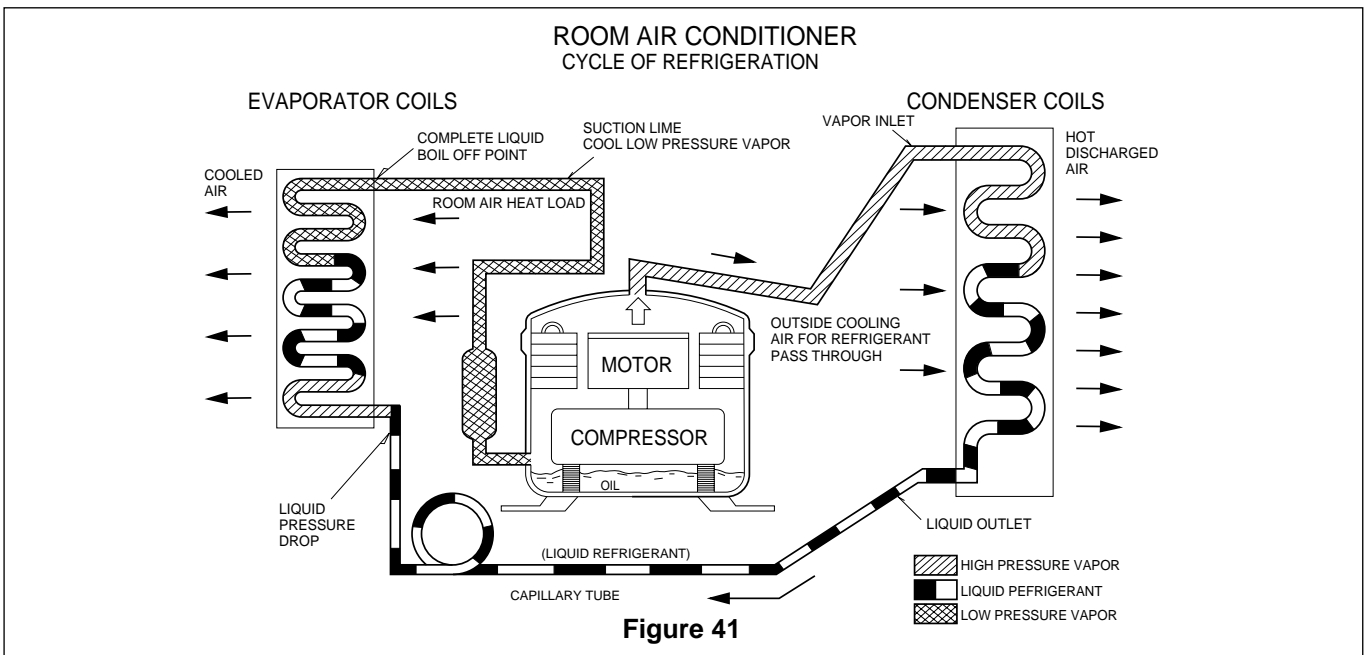 ROOM AIR CONDITIONER
CYCLE OF REFRIGERATION
EVAPORATOR COILS
CONDENSER COILS
COMPLETE LIQUID
BOIL OFF POINT
SUCTION LIME
COOL LOW PRESSURE VAPOR
VAPOR INLET
HOT
DISCHARGED
AIR
COOLED
AIR
ROOM AIR HEAT LOAD
OUTSIDE COOLING
AIR FOR REFRIGERANT
PASS THROUGH
MOTOR
COMPRESSOR
OIL
LIQUID
PRESSURE
DROP
LIQUID OUTLET
(LIQUID REFRIGERANT)
CAPILLARY TUBE
HIGH PRESSURE VAPOR
LIQUID PEFRIGERANT
LOW PRESSURE VAPOR
Figure 41